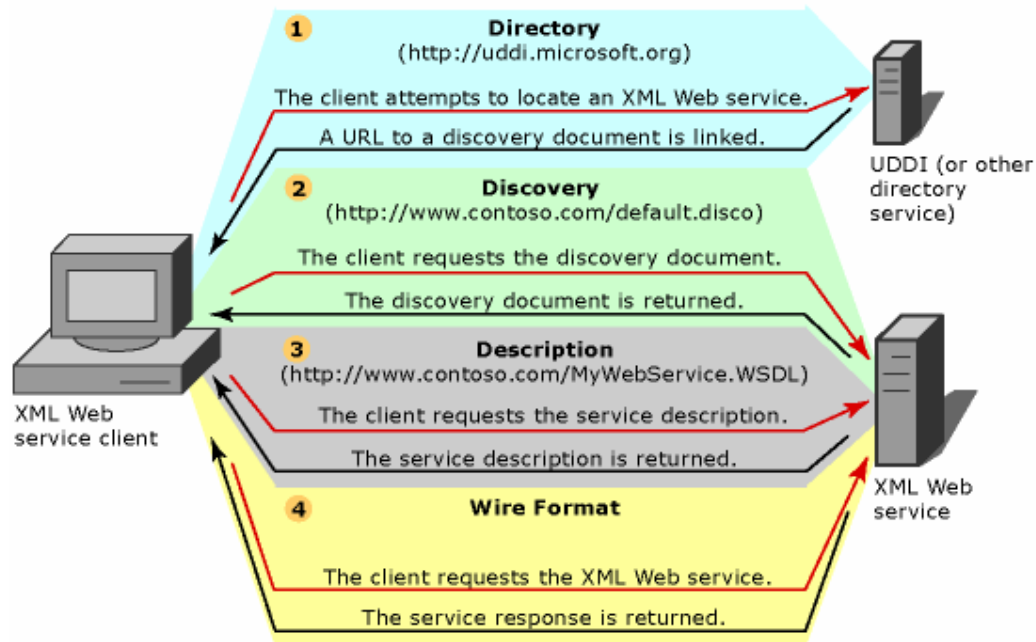 1
Directory
(http://uddi.microsoft.org)
The client attempts to locate an XML Web service.
A URL to a discovery document is linked.
UDDI (or other
directory
service)
2
Discovery
(http://www.contoso.com/default.disco)
The client requests the discovery document.
The discovery document is returned.
3
Description
(http://www.contoso.com/MyWebService.WSDL)
The client requests the service description.
The service description is returned.
XML Web
service client
4
Wire Format
XML Web
service
The client requests the XML Web service.
The service response is returned.